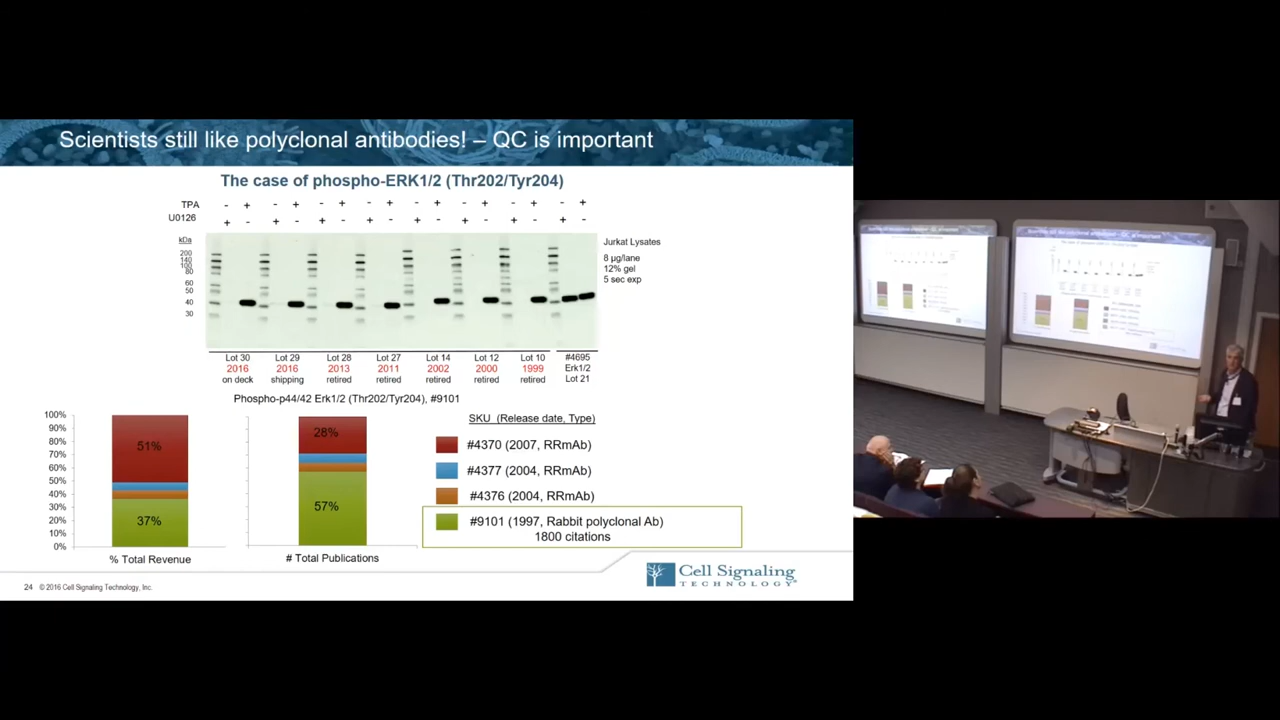 Scientists still like polyclonal antibodies! – QC is important
The case of phospho-ERK1/2 (Thr202/Tyr204)
TPA - + - + - + - + - + - + - + - +
U0126 + - + - + - + - + - + - + - + -
kDa
200
140
100
80
60
50
40
30
Jurkat Lysates
8 µg/lane
12% gel
5 sec exp
Lot 30 Lot 29 Lot 28 Lot 27 Lot 14 Lot 12 Lot 10 #4695
2016 2016 2013 2011 2002 2000 1999 Erk1/2
on deck shipping retired retired retired retired retired Lot 21
Phospho-p44/42 Erk1/2 (Thr202/Tyr204), #9101
100%
90%
80%
70%
60%
50%
40%
30%
20%
10%
0%
51%
37%
% Total Revenue
28%
57%
# Total Publications
SKU (Release date, Type)
#4370 (2007, RRmAb)
#4377 (2004, RRmAb)
#4376 (2004, RRmAb)
#9101 (1997, Rabbit polyclonal Ab)
1800 citations
24 © 2016 Cell Signaling Technology, Inc.
Cell Signaling
TECHNOLOGY®